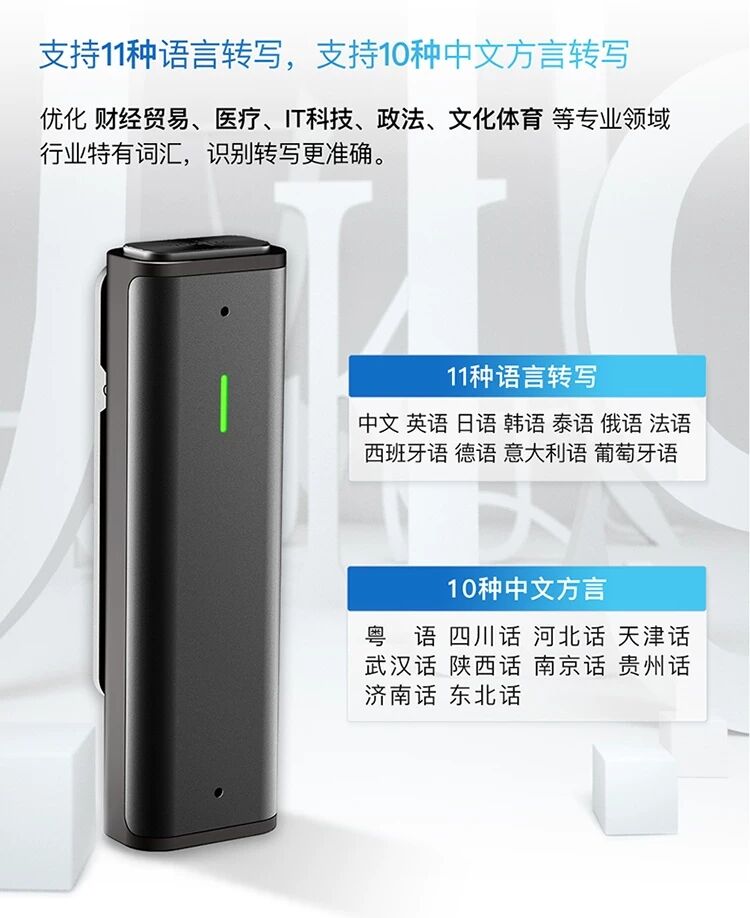 支持11种语言转写，支持10种中文方言转写
优化 财经贸易、医疗、IT科技、政法、文化体育 等专业领域
行业特有词汇，识别转写更准确。
11种语言转写
中文 英语 日语 韩语 泰语 俄语 法语
西班牙语 德语 意大利语 葡萄牙语
10种中文方言
粤 语 四川话 河北话 天津话
武汉话 陕西话 南京话 贵州话
济南话 东北话